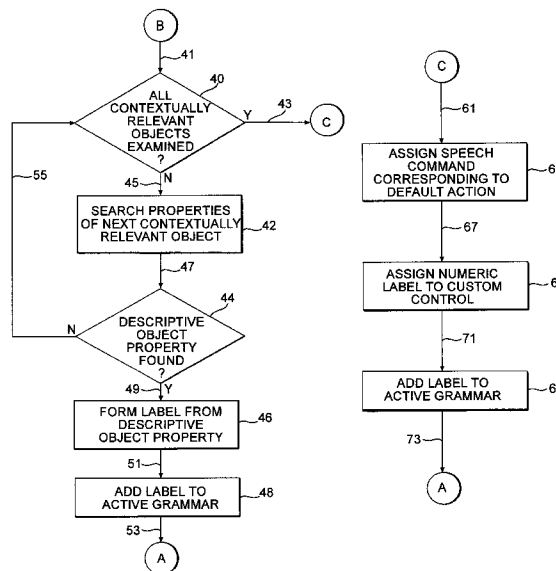 B
41
40
ALL
CONTEXTUALLY
RELEVANT
OBJECTS
EXAMINED
?
Y
43
C
N
45
55
SEARCH PROPERTIES
OF NEXT CONTEXTUALLY
RELEVANT OBJECT
42
47
44
N
DESCRIPTIVE
OBJECT
PROPERTY
FOUND
?
49
Y
FORM LABEL FROM
DESCRIPTIVE
OBJECT PROPERTY
46
51
ADD LABEL TO
ACTIVE GRAMMAR
48
53
A
C
61
ASSIGN SPEECH
COMMAND
CORRESPONDING TO
DEFAULT ACTION
67
ASSIGN NUMERIC
LABEL TO CUSTOM
CONTROL
71
ADD LABEL TO
ACTIVE GRAMMAR
73
A